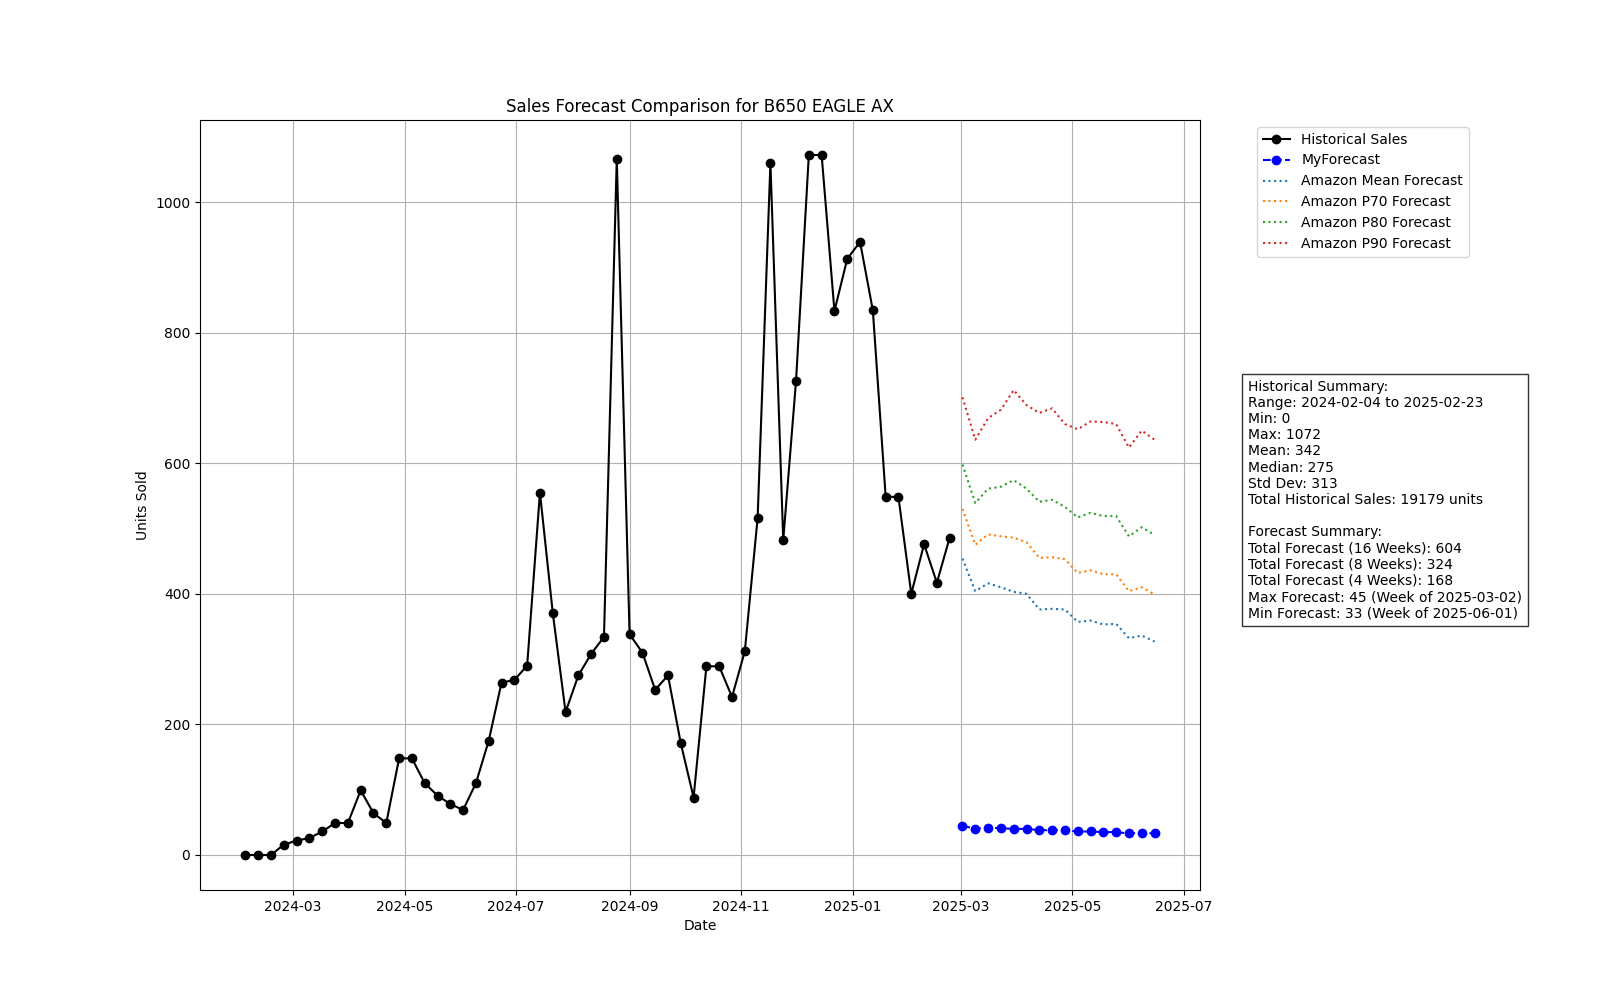 Sales Forecast Comparison for B650 EAGLE AX
Units Sold
1000
800
600
400
200
0
2024-03
2024-05
2024-07
2024-09
2024-11
2025-01
2025-03
2025-05
2025-07
Date
Historical Sales
MyForecast
Amazon Mean Forecast
Amazon P70 Forecast
Amazon P80 Forecast
Amazon P90 Forecast
Historical Summary:
Range: 2024-02-04 to 2025-02-23
Min: 0
Max: 1072
Mean: 342
Median: 275
Std Dev: 313
Total Historical Sales: 19179 units
Forecast Summary:
Total Forecast (16 Weeks): 604
Total Forecast (8 Weeks): 324
Total Forecast (4 Weeks): 168
Max Forecast: 45 (Week of 2025-03-02)
Min Forecast: 33 (Week of 2025-06-01)